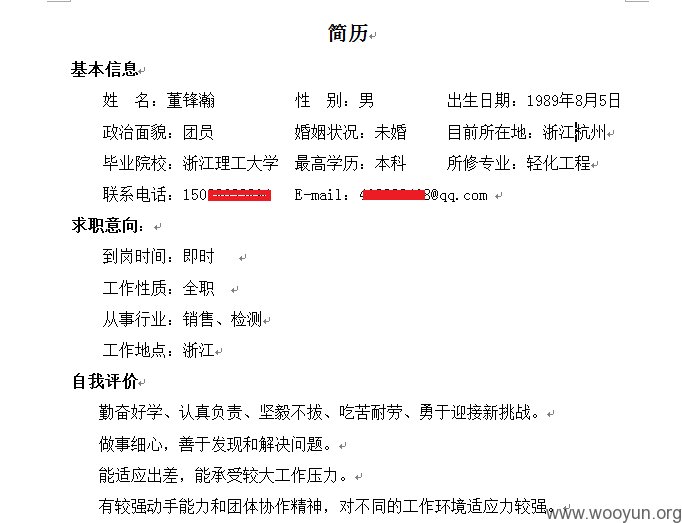 简历
基本信息
姓 名：董锋瀚 性 别：男 出生日期：1989年8月5日
政治面貌：团员 婚姻状况：未婚 目前所在地：浙江杭州
毕业院校：浙江理工大学 最高学历：本科 所修专业：轻化工程
联系电话：150 E-mail：4 8@qq.com
求职意向：
到岗时间：即时
工作性质：全职
从事行业：销售、检测
工作地点：浙江
自我评价
勤奋好学、认真负责、坚毅不拔、吃苦耐劳、勇于迎接新挑战。
做事细心，善于发现和解决问题。
能适应出差，能承受较大工作压力。
有较强动手能力和团体协作精神，对不同的工作环境适应力较强。
www.wooyun.org